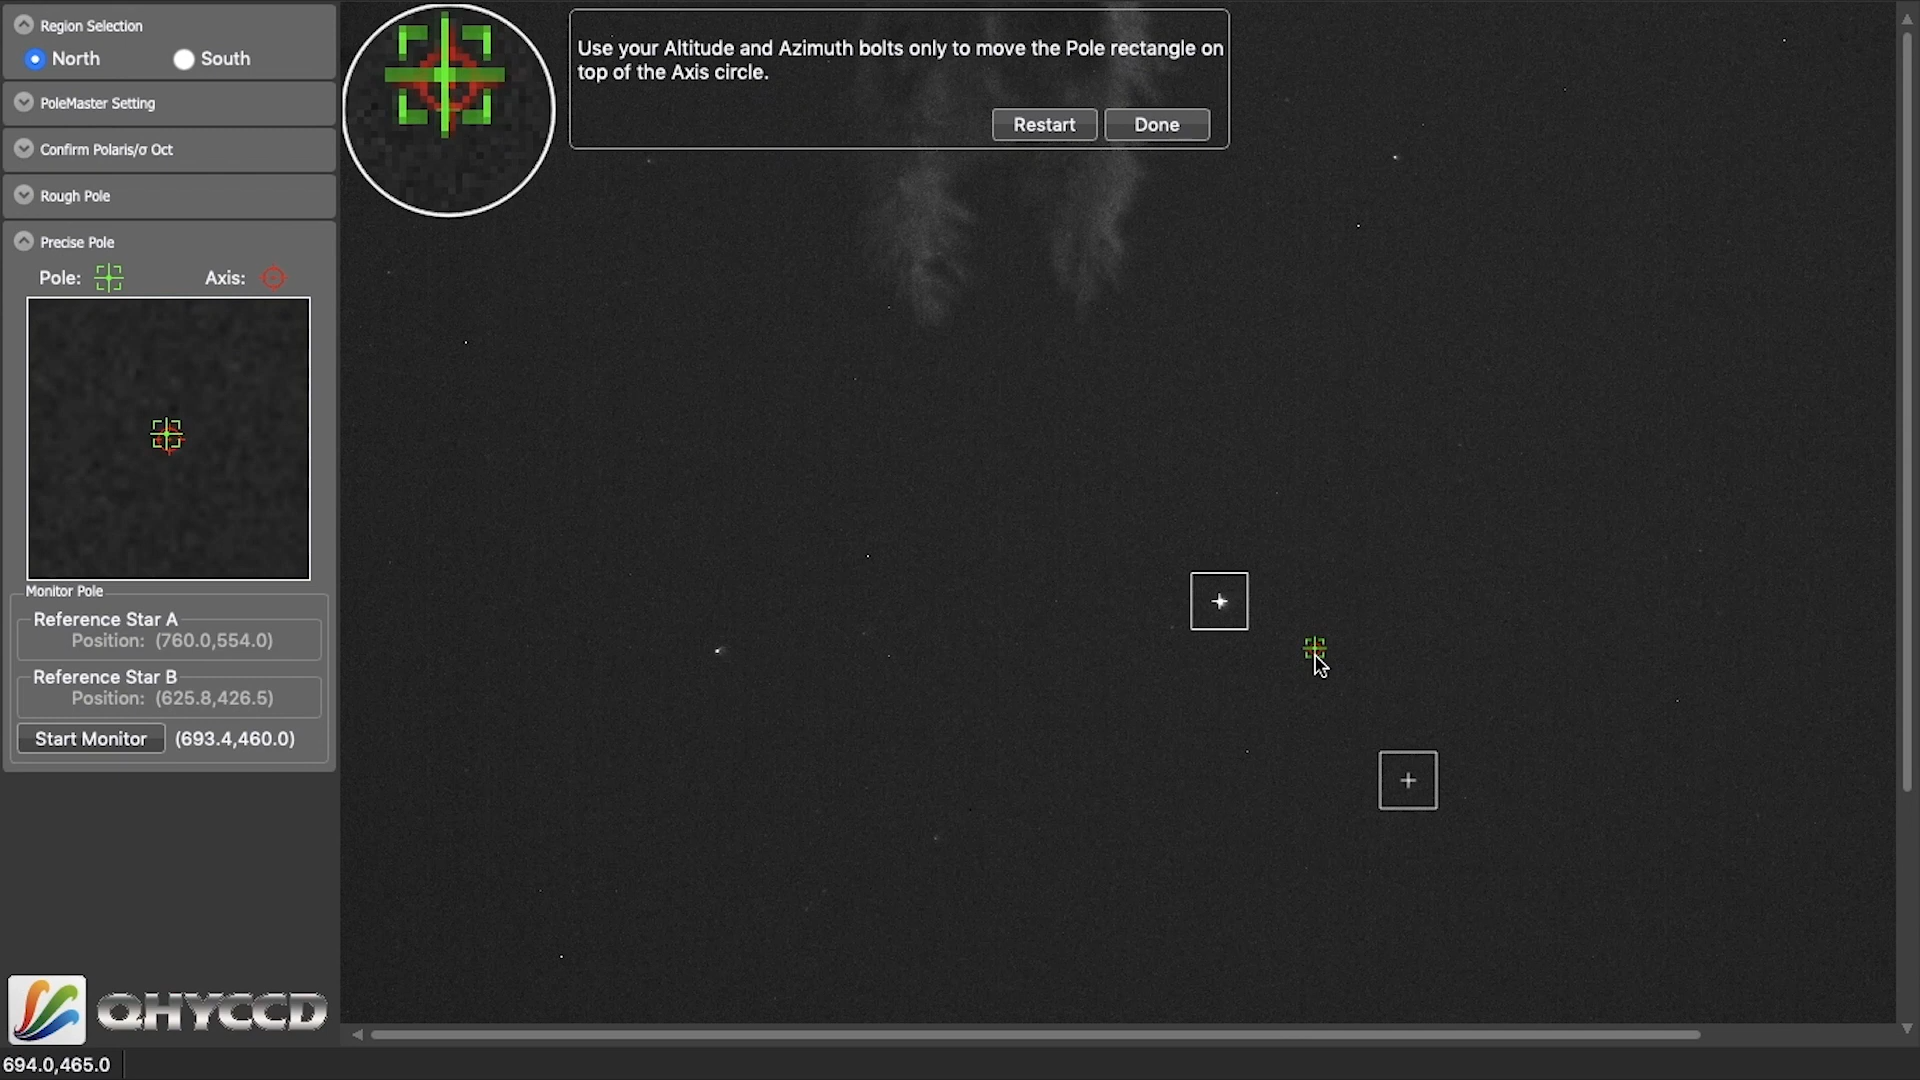 Region Selection
North South
PoleMaster Setting
Confirm Polaris/σ Oct
Rough Pole
Precise Pole
Pole: Axis:
Monitor Pole
Reference Star A
Position: (760.0,554.0)
Reference Star B
Position: (625.8,426.5)
Start Monitor (693.4,460.0)
QHYCCD
694.0,465.0
Use your Altitude and Azimuth bolts only to move the Pole rectangle on
top of the Axis circle.
Restart Done